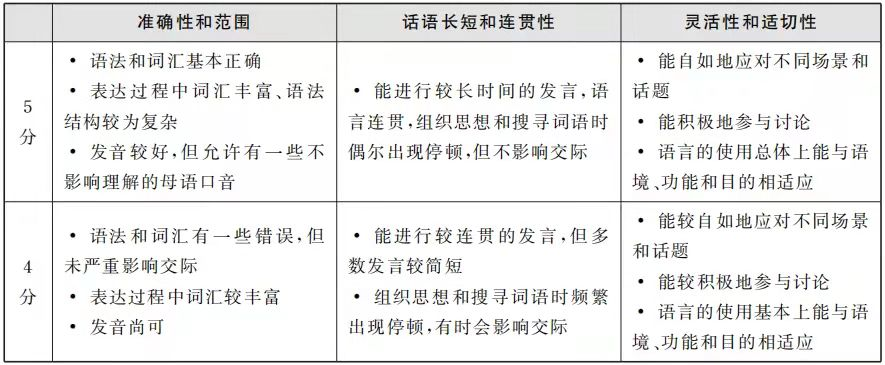 准确性和范围
话语长短和连贯性
灵活性和适切性
5
分
• 语法和词汇基本正确
• 表达过程中词汇丰富、语法
结构较为复杂
• 发音较好,但允许有一些不
影响理解的母语口音
• 能进行较长时间的发言,语
言连贯,组织思想和搜寻词语时
偶尔出现停顿,但不影响交际
• 能自如地应对不同场景和
话题
• 能积极地参与讨论
• 语言的使用总体上能与语
境、功能和目的相适应
4
分
• 语法和词汇有一些错误,但
未严重影响交际
• 表达过程中词汇较丰富
• 发音尚可
• 能进行较连贯的发言,但多
数发言较简短
• 组织思想和搜寻词语时频繁
出现停顿,有时会影响交际
• 能较自如地应对不同场景
和话题
• 能较积极地参与讨论
• 语言的使用基本上能与语
境、功能和目的相适应